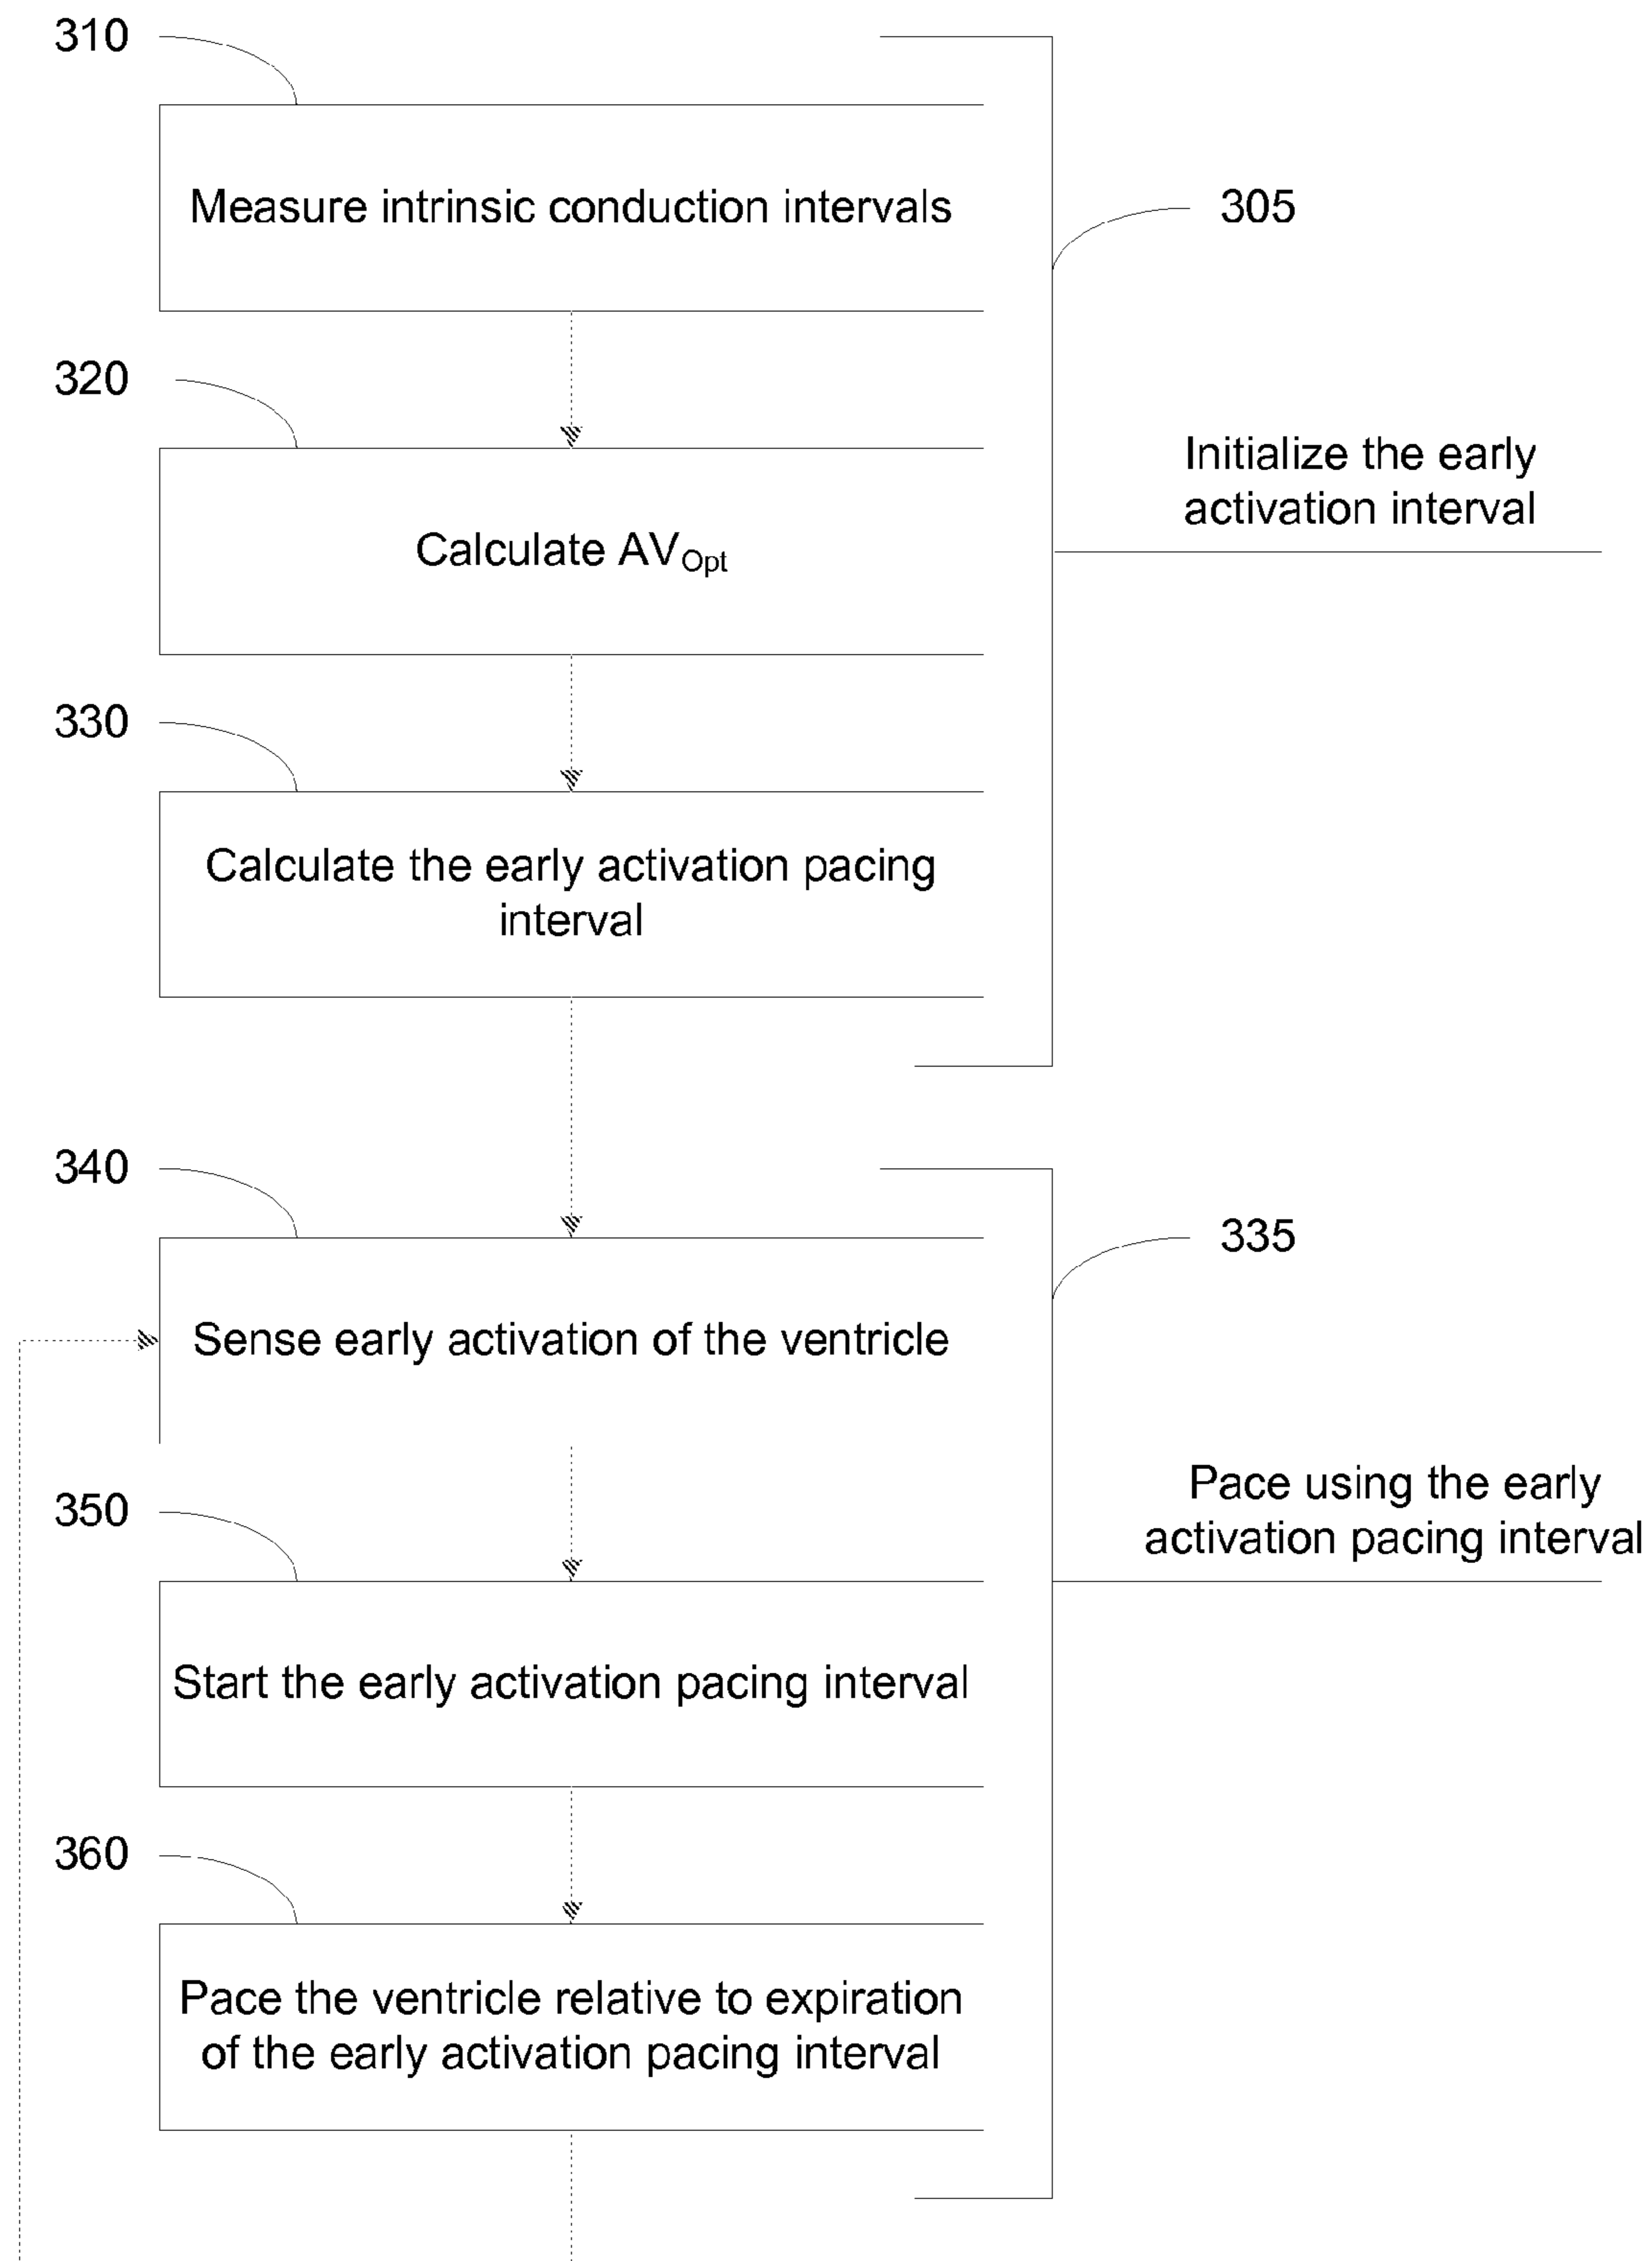 310
Measure intrinsic conduction intervals
305
320
Initialize the early
activation interval
Calculate AVOpt
330
Calculate the early activation pacing
interval
340
335
Sense early activation of the ventricle
Pace using the early
activation pacing interval
350
Start the early activation pacing interval
360
Pace the ventricle relative to expiration
of the early activation pacing interval